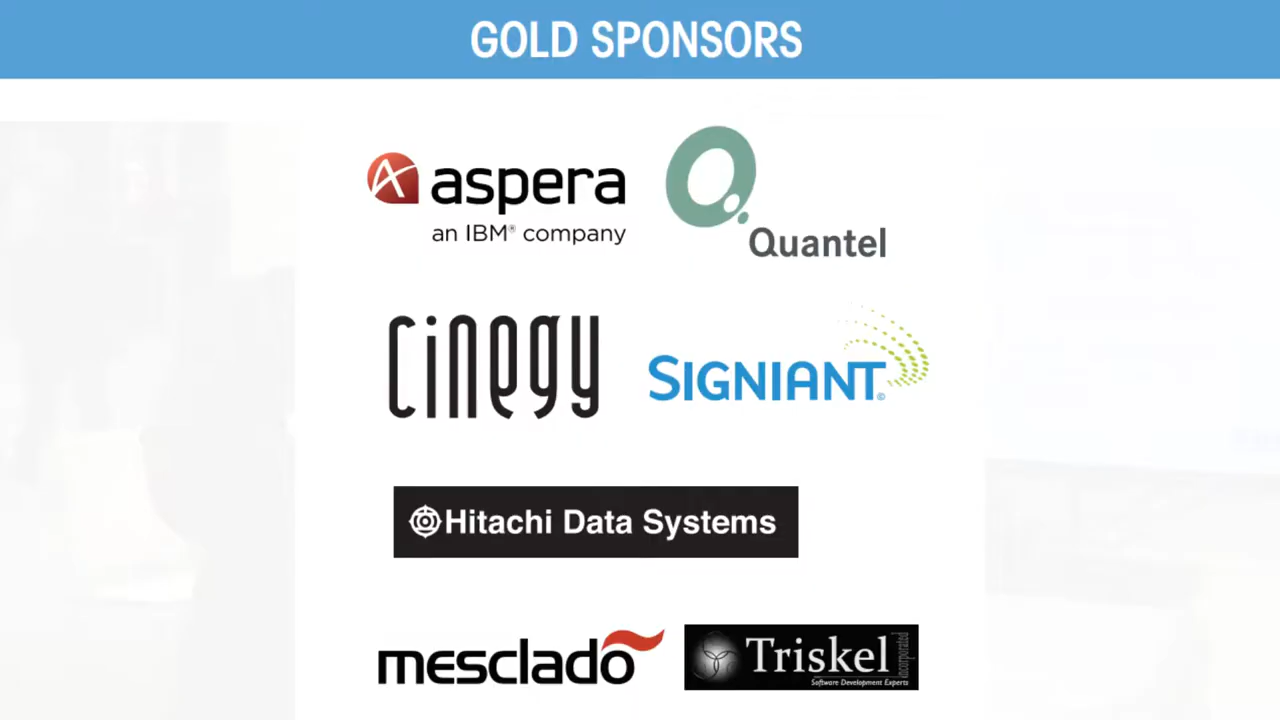 GOLD SPONSORS
aspera
an IBM® company
Quantel
cinegy
SIGNIANT©
Hitachi Data Systems
mesclado
Triskel
incorporated
Software Development Experts